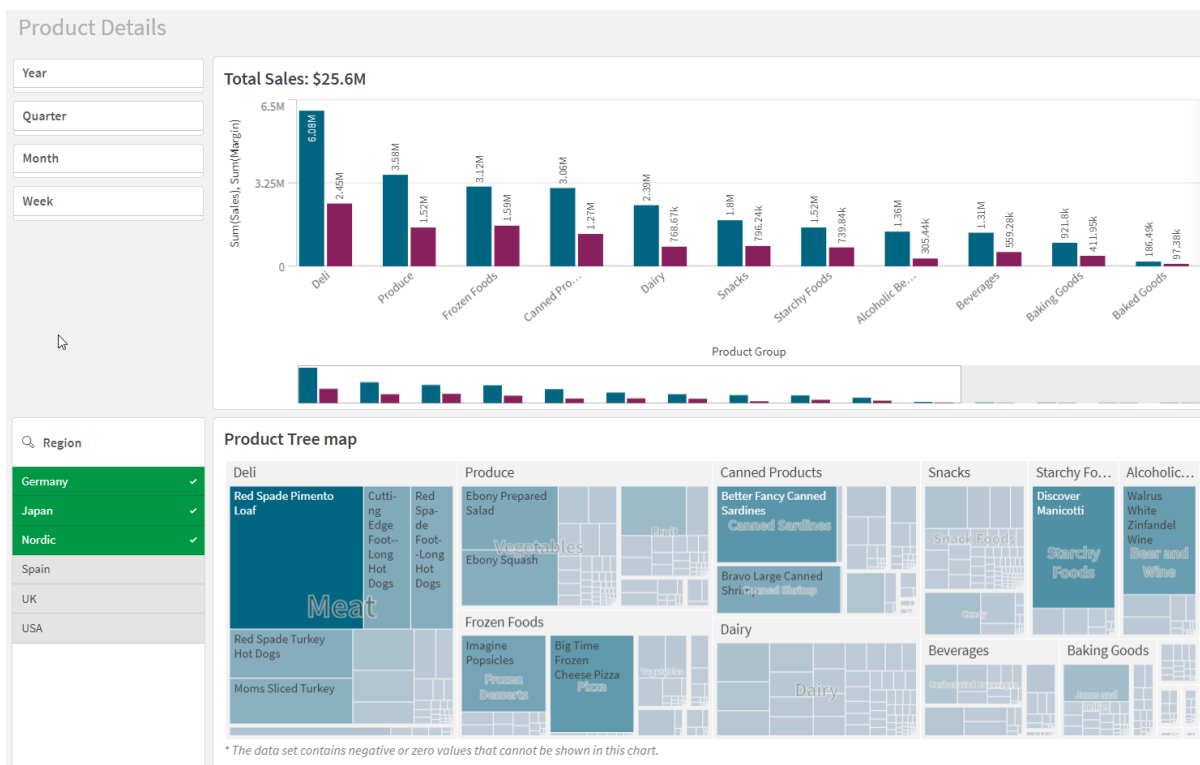 Product Details
Year
Quarter
Month
Week
Total Sales: $25.6M
Sum(Sales), Sum(Margin)
6.5M
3.25M
0
6.08M
2.45M
3.58M
1.52M
3.12M
1.59M
3.06M
1.27M
2.39M
768.67k
1.8M
796.24k
1.52M
739.84k
1.36M
305.44k
1.31M
559.28k
921.8k
411.95k
186.49k
97.38k
Deli
Produce
Frozen Foods
Canned Pro...
Dairy
Snacks
Starchy Foods
Alcoholic Be...
Beverages
Baking Goods
Baked Goods
Product Group
Region
Germany
Japan
Nordic
Spain
UK
USA
Product Tree map
Deli
Red Spade Pimento
Loaf
Cutti-
ng
Edge
Foot--
Long
Hot
Dogs
Red
Spa-
de
Foot-
-Long
Hot
Dogs
Meat
Red Spade Turkey
Hot Dogs
Moms Sliced Turkey
Produce
Ebony Prepared
Salad
Vegetables
Ebony Squash
Fruit
Frozen Foods
Imagine
Popsicles
Frozen
Desserts
Big Time
Frozen
Cheese Pizza
Pizza
Vegetables
Canned Products
Better Fancy Canned
Sardines
Canned Sardines
Bravo Large Canned
Shrimp
Canned Shrimp
Dairy
Dairy
Snacks
Snack Foods
Candy
Starchy Fo...
Discover
Manicotti
Starchy
Foods
Alcoholic...
Walrus
White
Zinfandel
Wine
Beer and
Wine
Beverages
Carbonated Beverages
Baking Goods
Jams and
* The data set contains negative or zero values that cannot be shown in this chart.